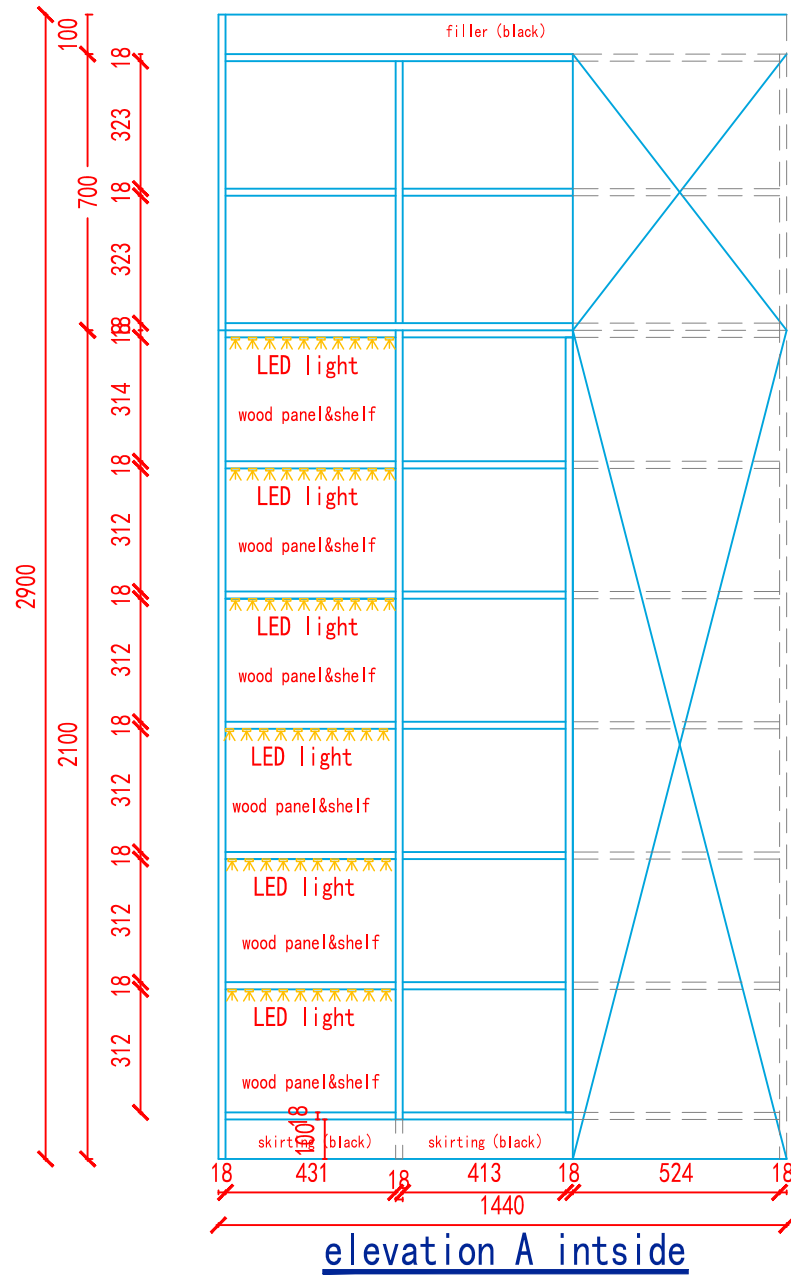 filler (black)
100
18
323
700
18
323
18
18
LED light
314
wood panel&shelf
18
LED light
312
wood panel&shelf
2900
18
LED light
312
wood panel&shelf
18
2100
LED light
312
wood panel&shelf
18
LED light
312
wood panel&shelf
18
LED light
312
wood panel&shelf
18
100
skirting (black)
skirting (black)
18 431 18 413 18 524 18
1440
elevation A intside